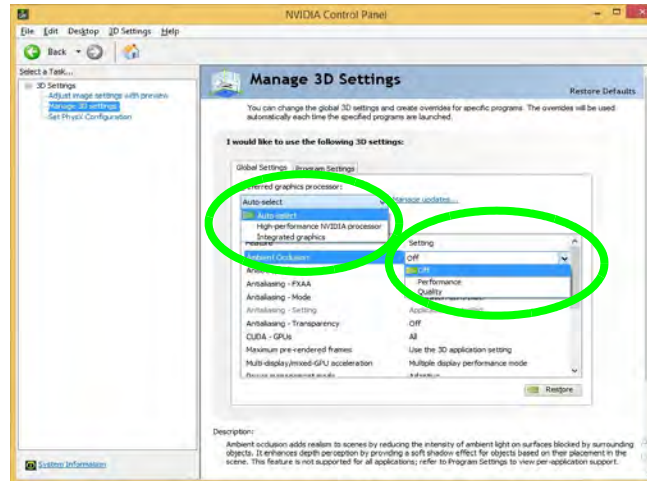 NVIDIA Control Panel
File Edit Desktop 3D Settings Help
Back
Select a Task...
3D Settings
Adjust image settings with preview
Manage 3D settings
Set PhysX Configuration
Manage 3D Settings
Restore Defaults
You can change the global 3D settings and create overrides for specific programs. The overrides will be used
automatically each time the specified programs are launched.
I would like to use the following 3D settings:
Global Settings Program Settings
Preferred graphics processor:
Auto-select
Manage updates...
Auto-select
High-performance NVIDIA processor
Integrated graphics
Feature Setting
Ambient Occlusion Off
Off
Performance
Antialiasing - FXAA
Quality
Antialiasing - Mode
Antialiasing - Setting
Antialiasing - Transparency Off
CUDA - GPUs All
Maximum pre-rendered frames Use the 3D application setting
Multi-display/mixed-GPU acceleration Multiple display performance mode
Power management mode Adaptive
Restore
Description:
Ambient occlusion adds realism to scenes by reducing the intensity of ambient light on surfaces blocked by surrounding
objects. It enhances depth perception by providing a soft shadow effect for objects based on their placement in the
scene. This feature is not supported for all applications; refer to Program Settings to view per-application support.
System Information